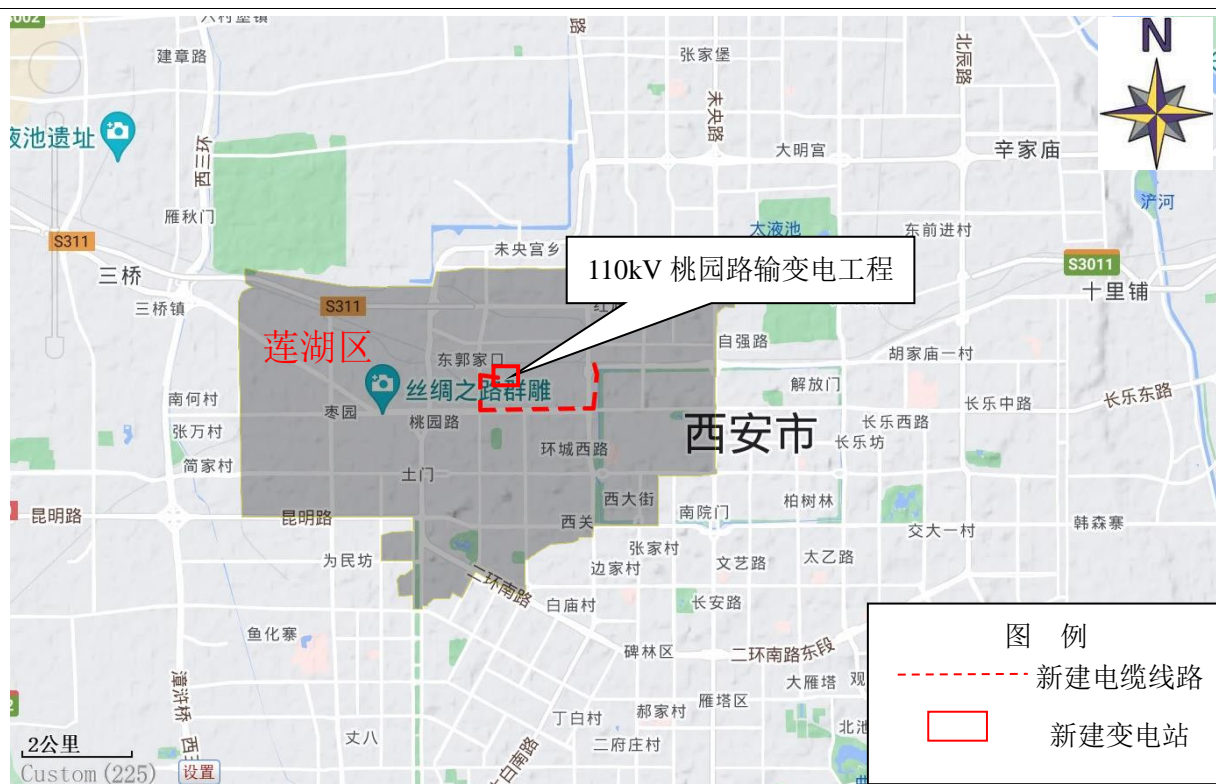 S002
六村堡镇
建章路
张家堡
北辰路
N
液池遗址
西三环
未央路
大明宫
辛家庙
浐河
雁秋门
太液池
东前进村
S311
未央宫乡
S3011
三桥
110kV 桃园路输变电工程
十里铺
三桥镇
S311
莲湖区
自强路
东郭家口
胡家庙一村
丝绸之路群雕
解放门
长乐东路
南何村
枣园
桃园路
长乐中路
西安市
长乐西路
张万村
长乐坊
环城西路
简家村
土门
西大街
柏树林
昆明路
昆明路
西关
南院门
交大一村
韩森寨
张家村
为民坊
边家村
文艺路
太乙路
二环南路
白庙村
长安路
鱼化寨
图 例
碑林区
二环南路东段
新建电缆线路
大雁塔
漳浒桥
雁塔区
丁白村
郝家村
北池
2公里
丈八
二府庄村
新建变电站
Custom(225)
设置